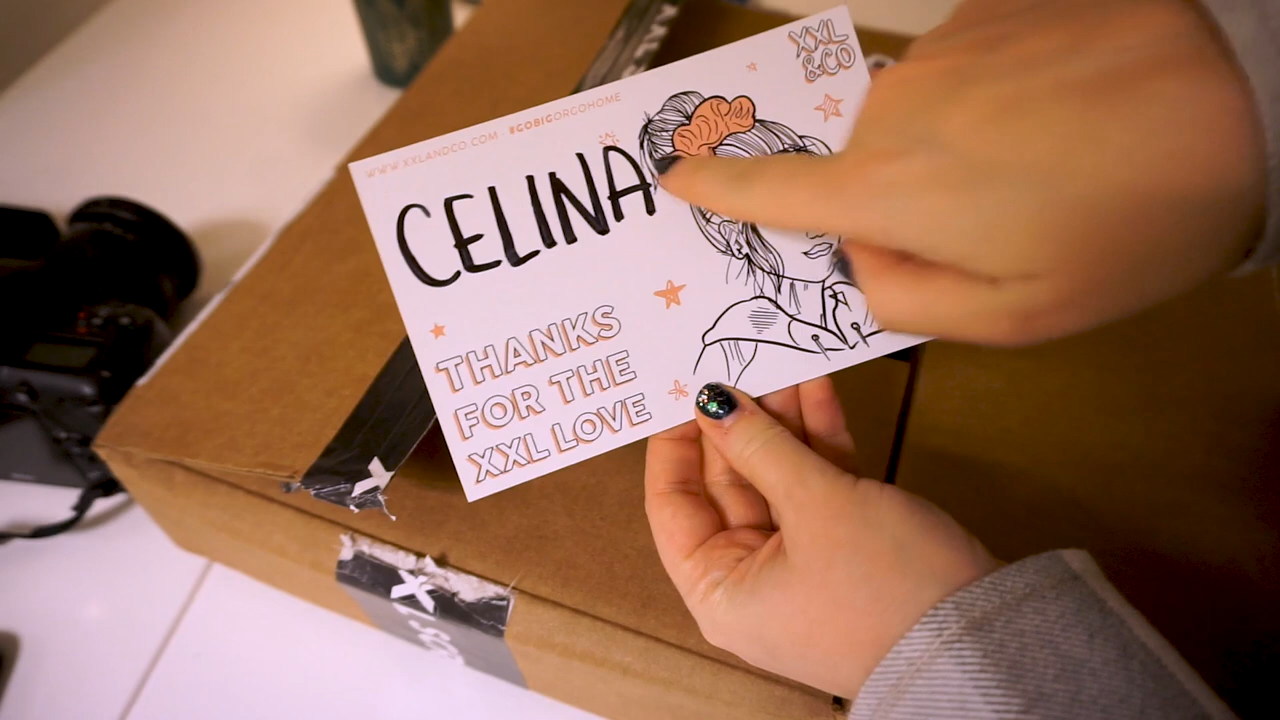 WWW.XXLANDCO.COM - #GOBIGORGOHOME
XXL
&CO
CELINA
THANKS
FOR THE
XXL LOVE